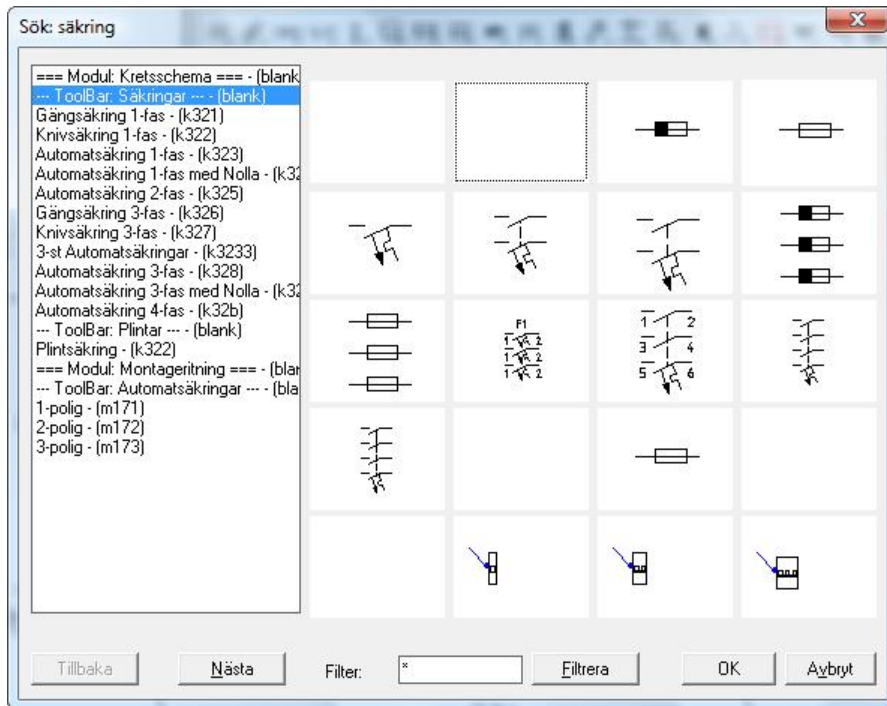 Sök: säkring
=== Modul: Kretsschema === - (blank
--- ToolBar: Säkringar --- - (blank)
Gängsäkring 1-fas - (k321)
Knivsäkring 1-fas - (k322)
Automatsäkring 1-fas - (k323)
Automatsäkring 1-fas med Nolla - (k32
Automatsäkring 2-fas - (k325)
Gängsäkring 3-fas - (k326)
Knivsäkring 3-fas - (k327)
3-st Automatsäkringar - (k3233)
Automatsäkring 3-fas - (k328)
Automatsäkring 3-fas med Nolla - (k32
Automatsäkring 4-fas - (k32b)
--- ToolBar: Plintar --- - (blank)
Plintsäkring - (k322)
=== Modul: Montageritning === - (blar
--- ToolBar: Automatsäkringar --- - (bla
1-polig - (m171)
2-polig - (m172)
3-polig - (m173)
F1
1 2
1 2
1 2
1 2
3 4
5 6
Tillbaka Nästa Filter: * Filtrera OK Avbryt